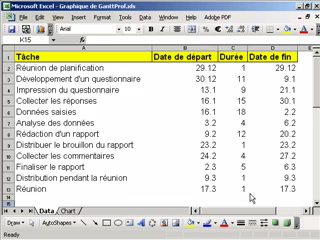 Microsoft Excel - Graphique de GanttProf.xls
File Edit View Insert Format Tools Data Window Help Adobe PDF
Arial 10 B
K15
A B C D
1 Tâche Date de départ Durée Date de fin
2 Réunion de planification 29.12 1 29.12
3 Développement d'un questionnaire 30.12 11 9.1
4 Impression du questionnaire 13.1 9 21.1
5 Collecter les réponses 16.1 15 30.1
6 Données saisies 16.1 18 2.2
7 Analyse des données 3.2 4 6.2
8 Rédaction d'un rapport 9.2 12 20.2
9 Distribuer le brouillon du rapport 23.2 1 23.2
10 Collecter les commentaires 24.2 4 27.2
11 Finaliser le rapport 2.3 5 6.3
12 Distribution pendant la réunion 9.3 1 9.3
13 Réunion 17.3 1 17.3
14
15
Data Chart
Draw AutoShapes
Ready